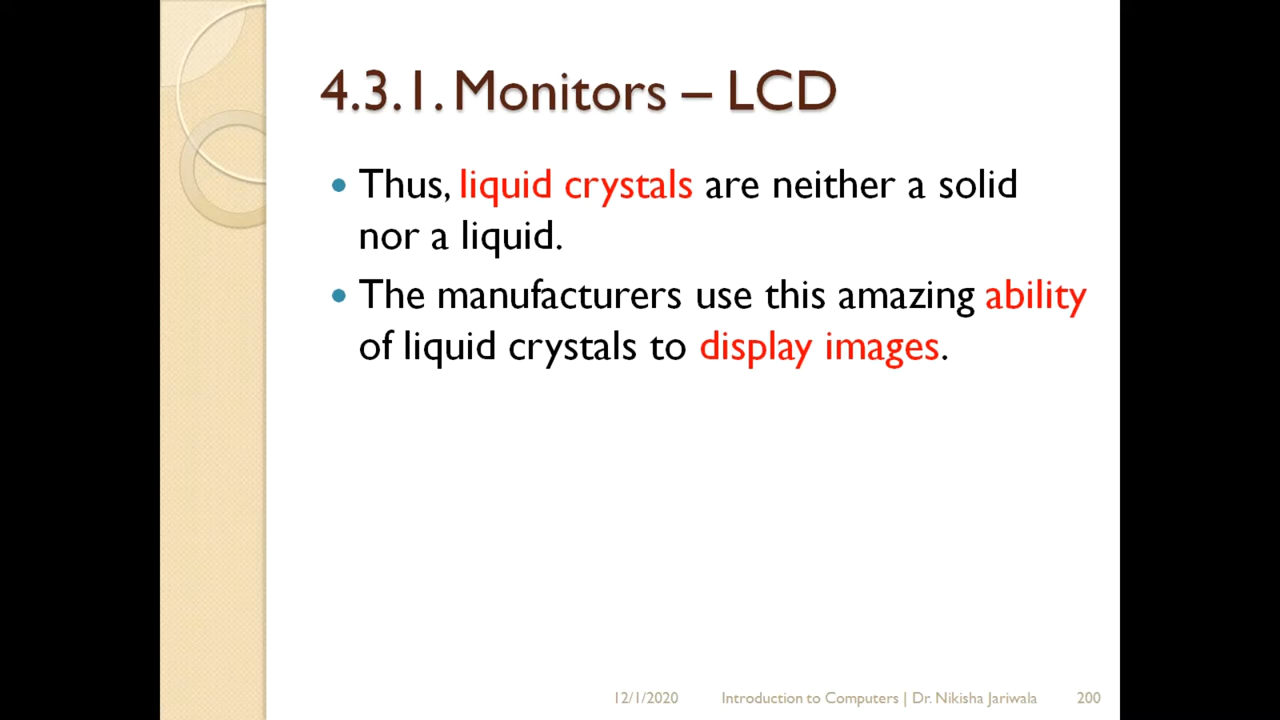 4.3.1. Monitors – LCD
• Thus, liquid crystals are neither a solid
nor a liquid.
• The manufacturers use this amazing ability
of liquid crystals to display images.
12/1/2020 Introduction to Computers | Dr. Nikisha Jariwala 200